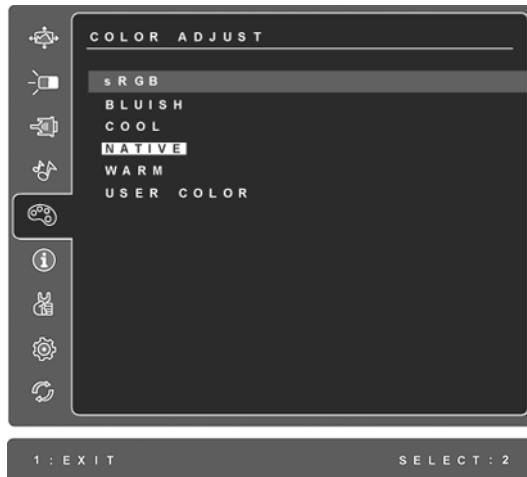 COLOR ADJUST
sRGB
BLUISH
COOL
NATIVE
WARM
USER COLOR
1:EXIT SELECT:2